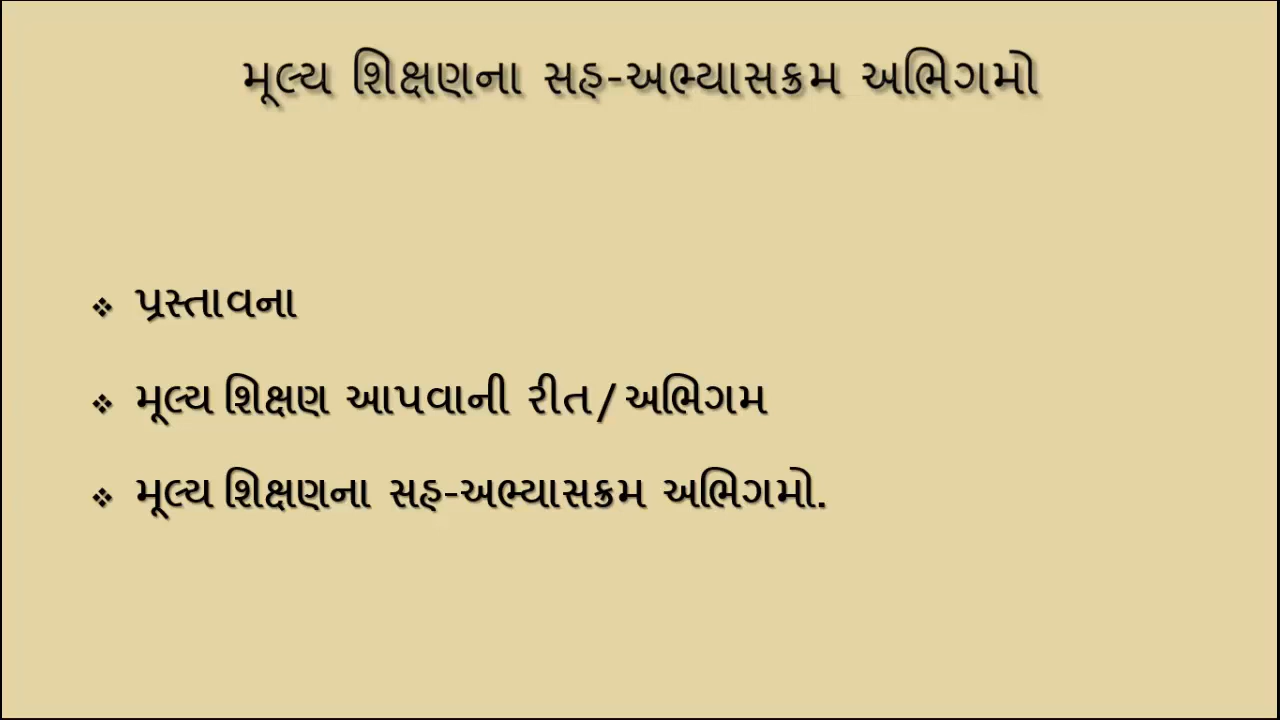 મૂલ્ય શિક્ષણના સહ-અભ્યાસક્રમ અભિગમો
❖ પ્રસ્તાવના
❖ મૂલ્ય શિક્ષણ આપવાની રીત/અભિગમ
❖ મૂલ્ય શિક્ષણના સહ-અભ્યાસક્રમ અભિગમો.